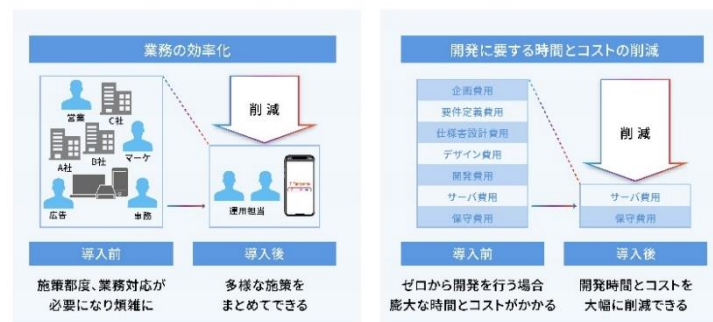 業務の効率化
営業
C社
A社
B社
マーケ
広告
事務
削減
運用担当
導入前
導入後
施策都度、業務対応が
必要になり煩雑に
多様な施策を
まとめてできる
開発に要する時間とコストの削減
企画費用
要件定義費用
仕様書設計費用
デザイン費用
開発費用
サーバ費用
保守費用
削減
サーバ費用
保守費用
導入前
導入後
ゼロから開発を行う場合
膨大な時間とコストがかかる
開発時間とコストを
大幅に削減できる